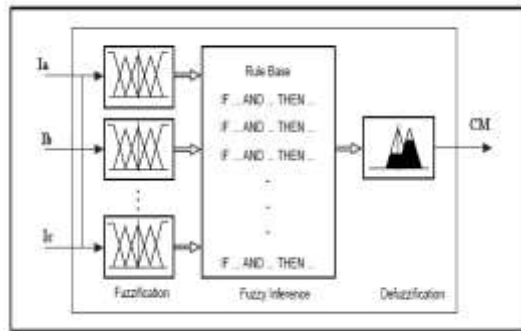 Ia
Rule Base
IF ... AND ... THEN ...
IF ... AND ... THEN ...
CM
Ib
IF ... AND ... THEN ...
IF ... AND ... THEN ...
Fuzzification
Fuzzy Inference
Defuzzification